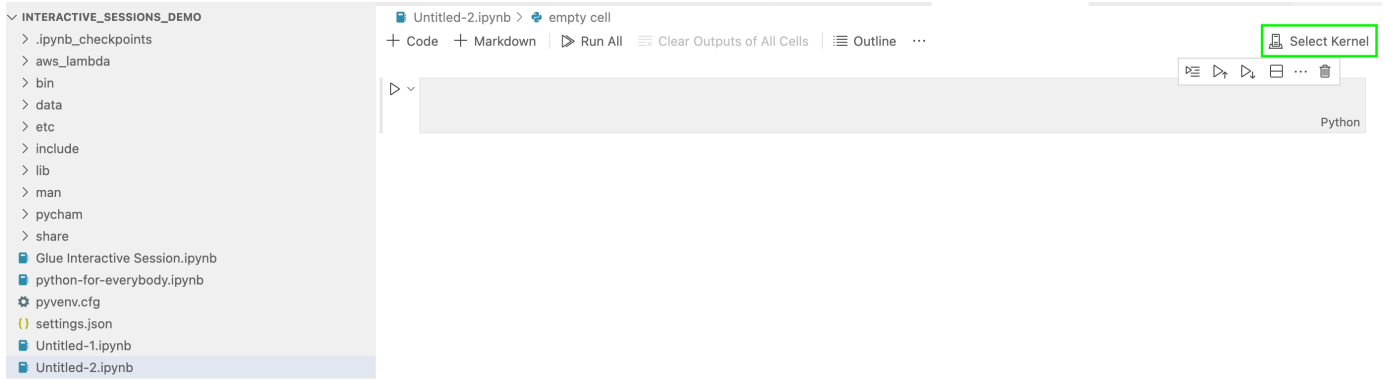 INTERACTIVE_SESSIONS_DEMO
.ipynb_checkpoints
aws_lambda
bin
data
etc
include
lib
man
pycham
share
Glue Interactive Session.ipynb
python-for-everybody.ipynb
pyvenv.cfg
settings.json
Untitled-1.ipynb
Untitled-2.ipynb
Untitled-2.ipynb > empty cell
+ Code + Markdown Run All Clear Outputs of All Cells Outline ... Select Kernel
Python